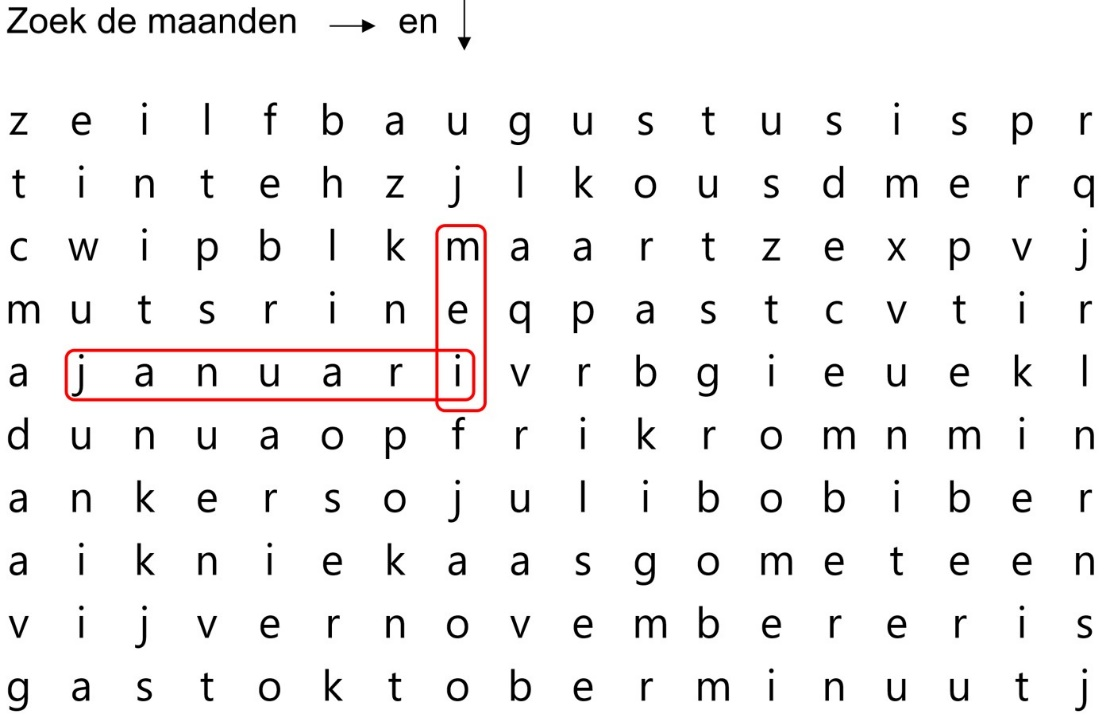 Zoek de maanden → en ↓
z e i l f b a u g u s t u s i s p r
t i n t e h z j l k o u s d m e r q
c w i p b l k m a a r t z e x p v j
m u t s r i n e q p a s t c v t i r
a j a n u a r i v r b g i e u e k l
d u n u a o p f r i k r o m n m i n
a n k e r s o j u l i b o b i b e r
a i k n i e k a a s g o m e t e e n
v i j v e r n o v e m b e r e r i s
g a s t o k t o b e r m i n u u t j